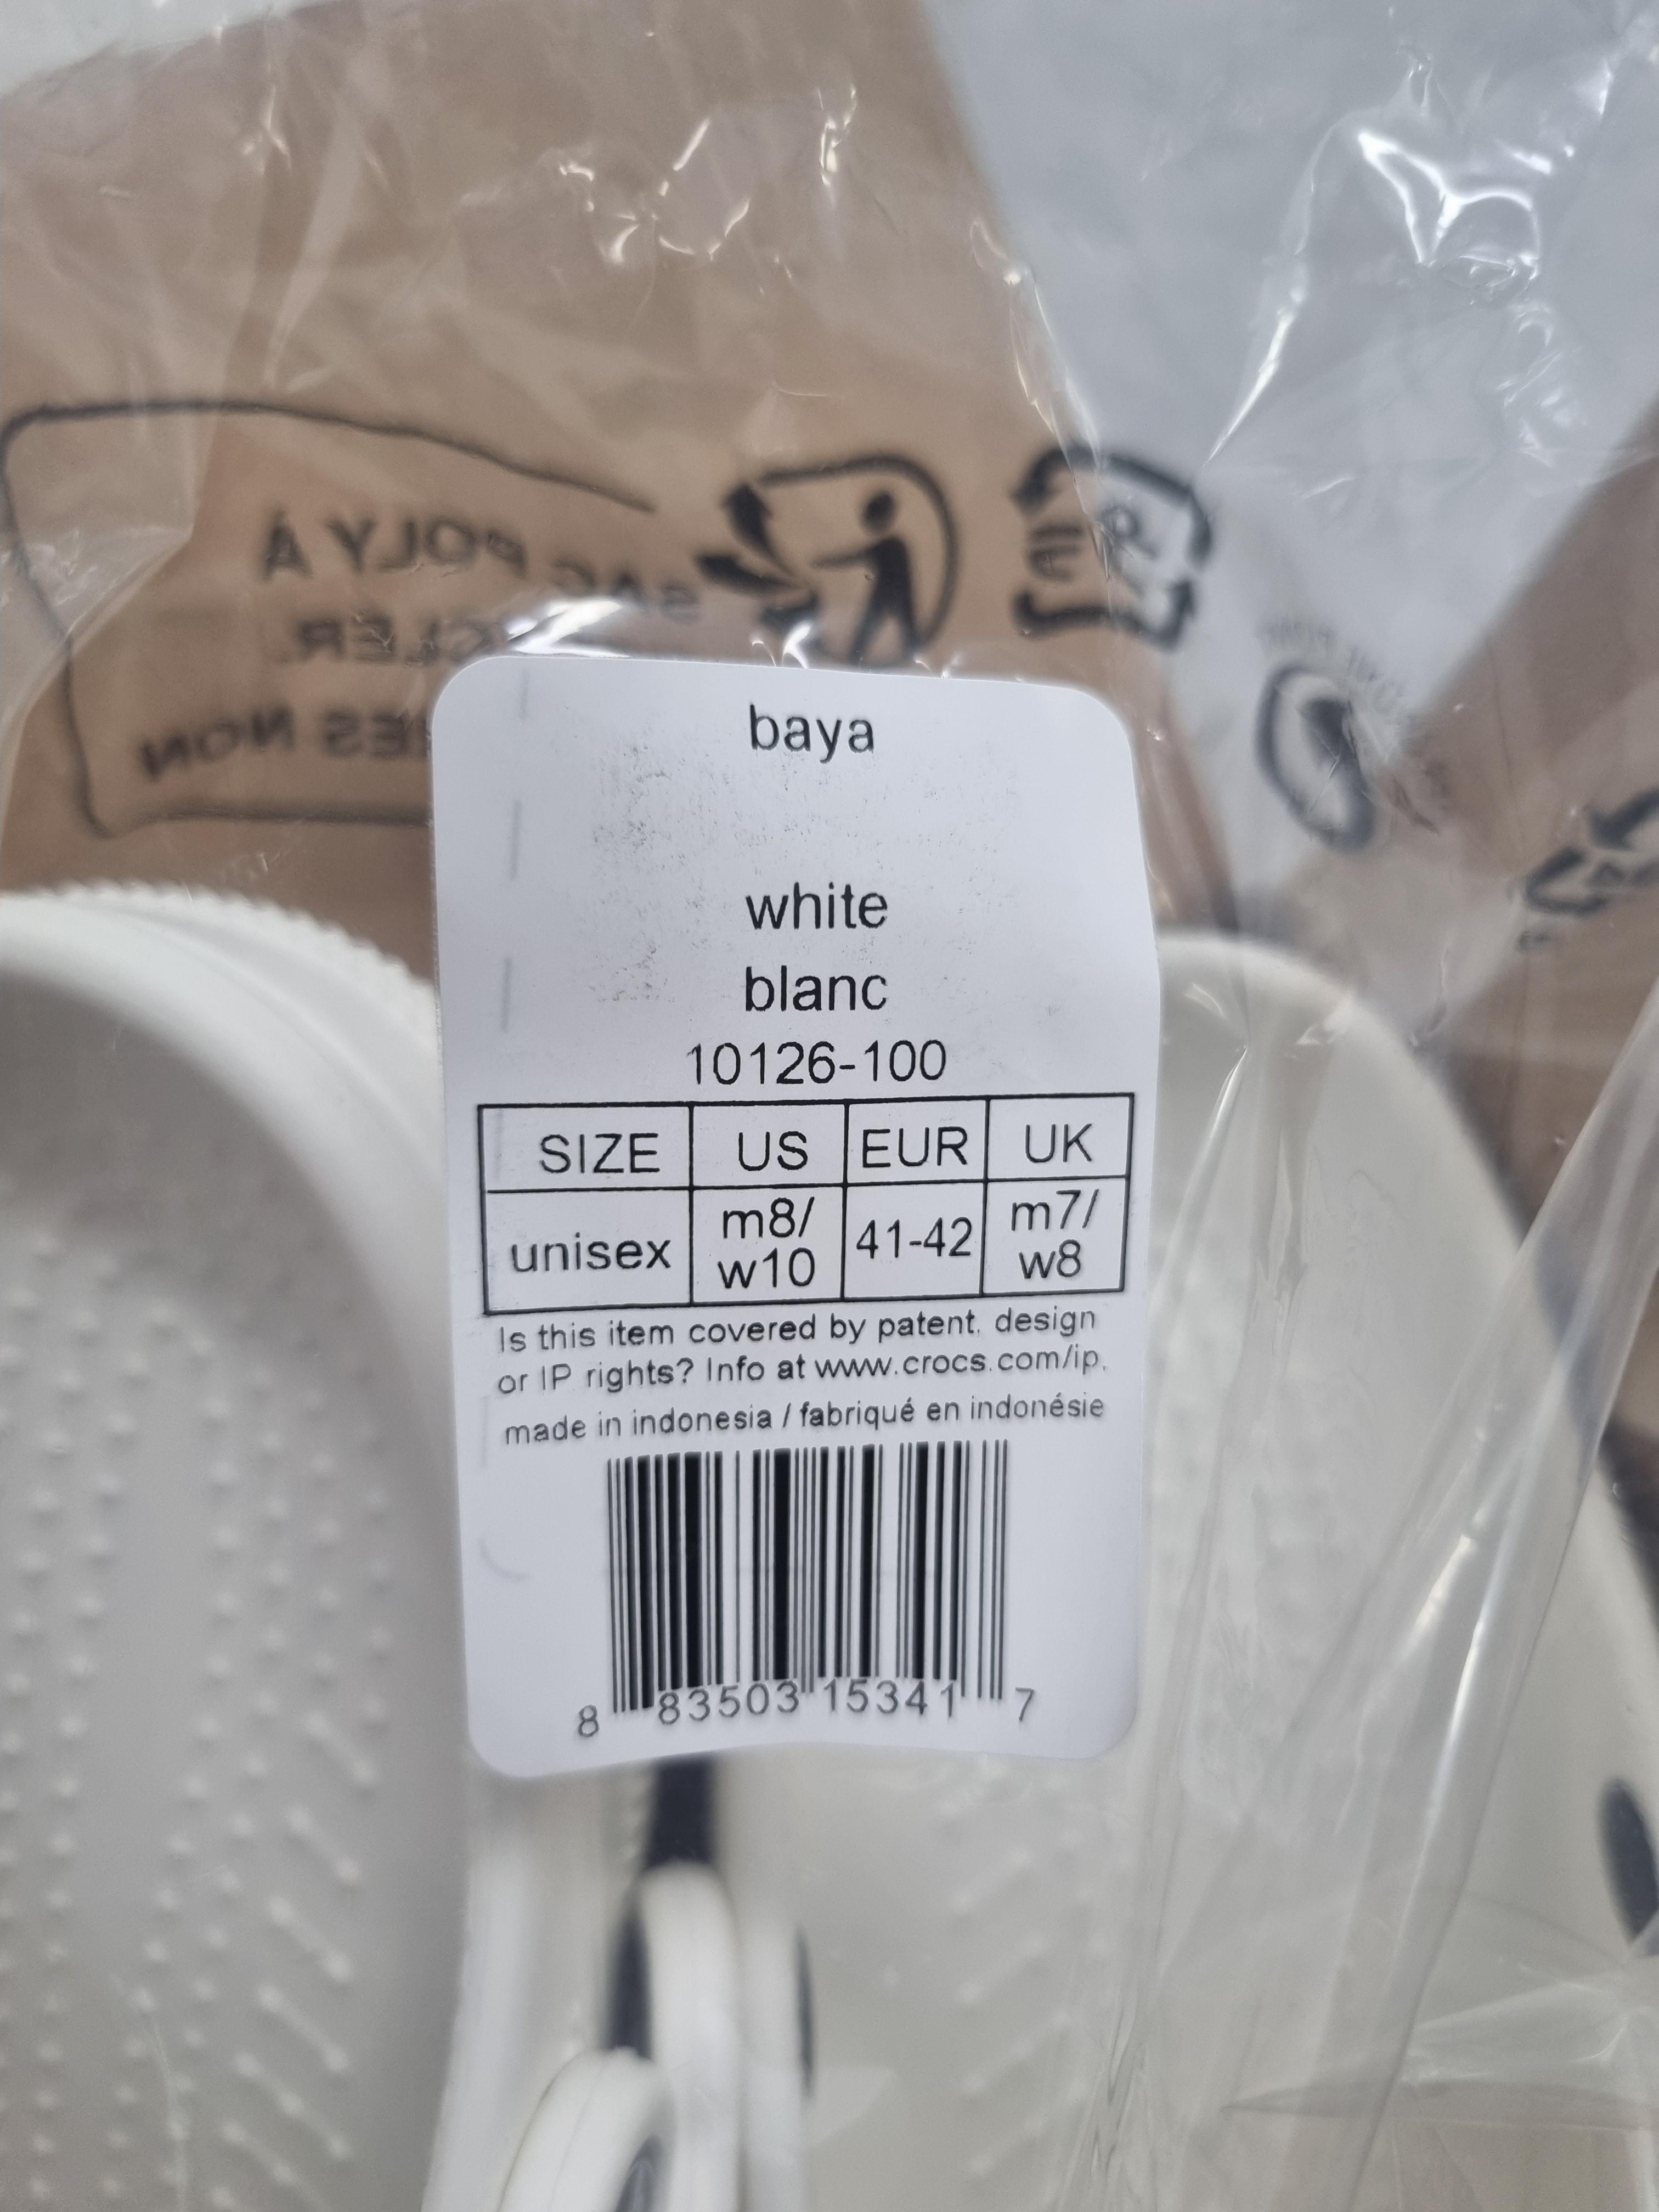 SAC POLY À
baya
white
blanc
10126-100
SIZE US EUR UK
unisex m8/ w10 41-42 m7/ w8
Is this item covered by patent, design
or IP rights? Info at www.crocs.com/ip.
made in indonesia / fabriqué en indonésie
8 83503 15341 7